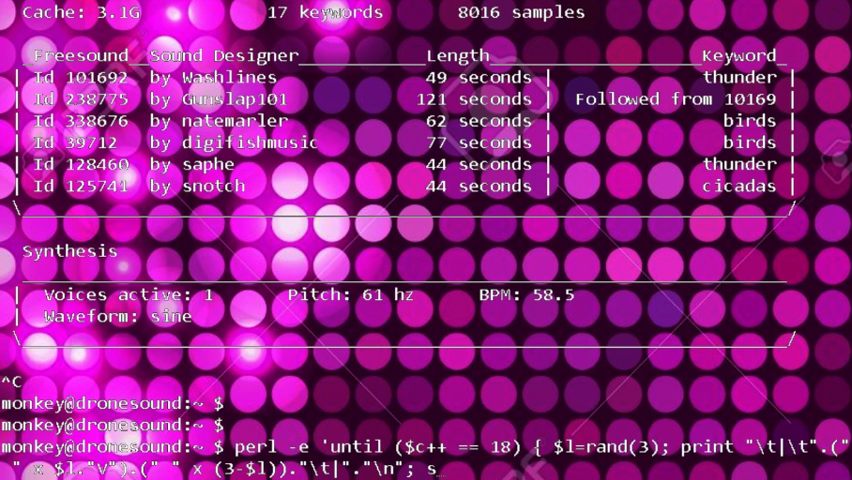 Cache: 3.1G 17 keywords 8016 samples
_Freesound__Sound Designer____________Length____________________Keyword_
| Id 101692 by Washlines 49 seconds | thunder |
| Id 238775 by Gunslap101 121 seconds | Followed from 10169 |
| Id 338676 by natemarler 62 seconds | birds |
| Id 39712 by digifishmusic 77 seconds | birds |
| Id 128460 by saphe 44 seconds | thunder |
| Id 125741 by snotch 44 seconds | cicadas |
Synthesis
| Voices active: 1 Pitch: 61 hz BPM: 58.5
| Waveform: sine
^C
monkey@dronesound:~ $
monkey@dronesound:~ $
monkey@dronesound:~ $ perl -e 'until ($c++ == 18) { $l=rand(3); print "\t|\t".("
" x $l."v").(" " x (3-$l))."\t|"."\n"; s_